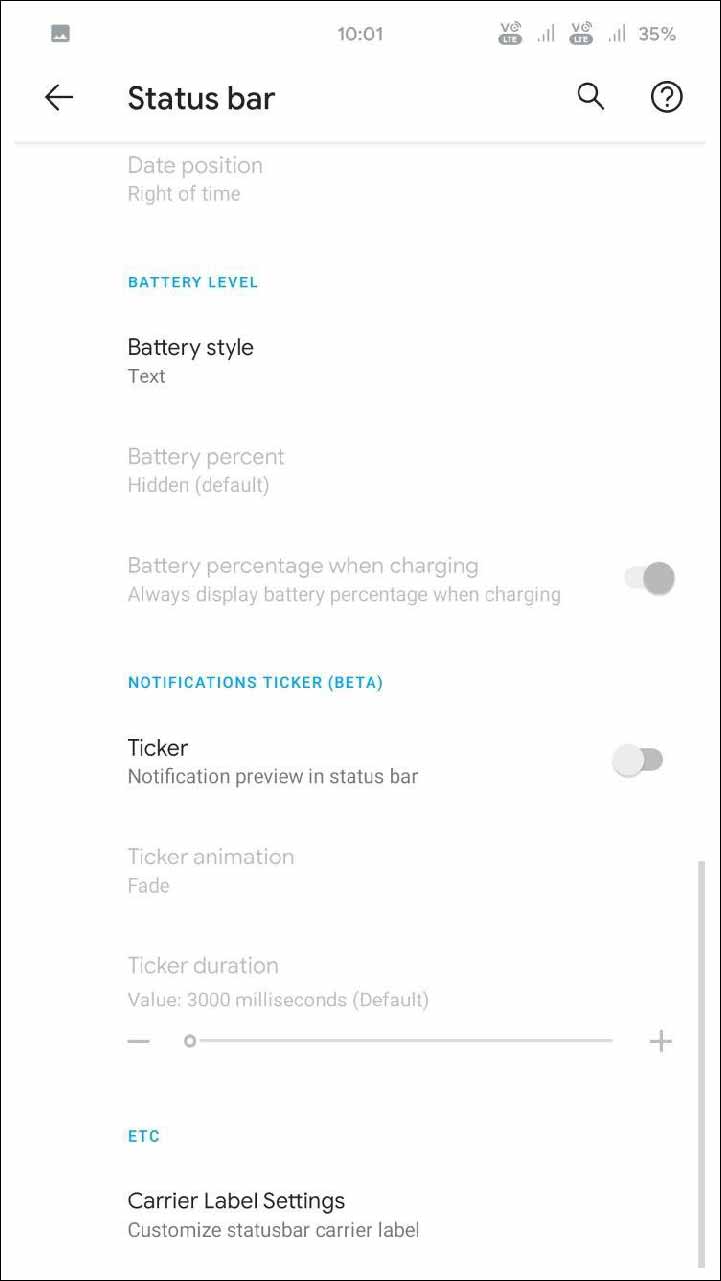 10:01
VO LTE VO LTE 35%
Status bar
Date position
Right of time
BATTERY LEVEL
Battery style
Text
Battery percent
Hidden (default)
Battery percentage when charging
Always display battery percentage when charging
NOTIFICATIONS TICKER (BETA)
Ticker
Notification preview in status bar
Ticker animation
Fade
Ticker duration
Value: 3000 milliseconds (Default)
ETC
Carrier Label Settings
Customize statusbar carrier label